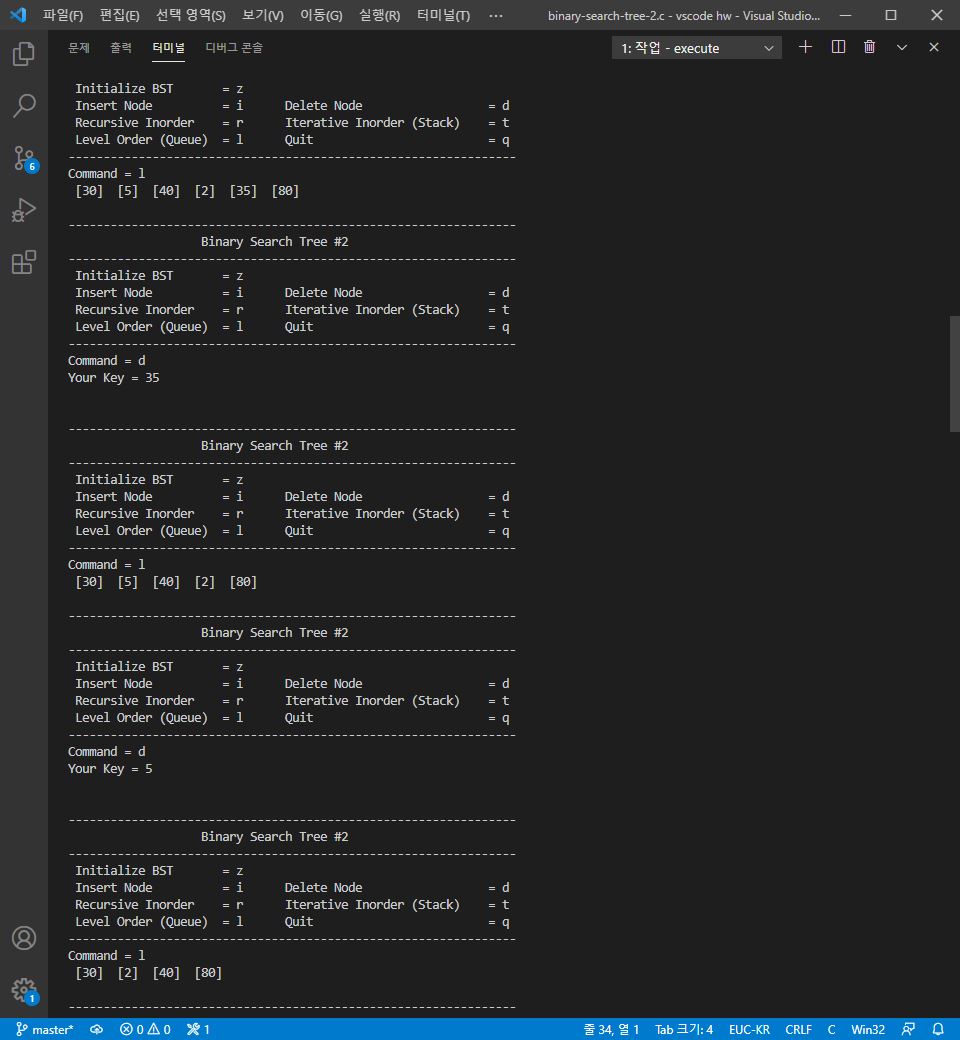 파일(F) 편집(E) 선택 영역(S) 보기(V) 이동(G) 실행(R) 터미널(T) ··· binary-search-tree-2.c - vscode hw - Visual Studio...
문제 출력 터미널 디버그 콘솔 1: 작업 - execute
Initialize BST = z
Insert Node = i Delete Node = d
Recursive Inorder = r Iterative Inorder (Stack) = t
Level Order (Queue) = l Quit = q
----------------------------------------------------------------
Command = l
[30] [5] [40] [2] [35] [80]
----------------------------------------------------------------
Binary Search Tree #2
----------------------------------------------------------------
Initialize BST = z
Insert Node = i Delete Node = d
Recursive Inorder = r Iterative Inorder (Stack) = t
Level Order (Queue) = l Quit = q
----------------------------------------------------------------
Command = d
Your Key = 35
----------------------------------------------------------------
Binary Search Tree #2
----------------------------------------------------------------
Initialize BST = z
Insert Node = i Delete Node = d
Recursive Inorder = r Iterative Inorder (Stack) = t
Level Order (Queue) = l Quit = q
----------------------------------------------------------------
Command = l
[30] [5] [40] [2] [80]
----------------------------------------------------------------
Binary Search Tree #2
----------------------------------------------------------------
Initialize BST = z
Insert Node = i Delete Node = d
Recursive Inorder = r Iterative Inorder (Stack) = t
Level Order (Queue) = l Quit = q
----------------------------------------------------------------
Command = d
Your Key = 5
----------------------------------------------------------------
Binary Search Tree #2
----------------------------------------------------------------
Initialize BST = z
Insert Node = i Delete Node = d
Recursive Inorder = r Iterative Inorder (Stack) = t
Level Order (Queue) = l Quit = q
----------------------------------------------------------------
Command = l
[30] [2] [40] [80]
----------------------------------------------------------------
6
1
master* 0 0 1 줄 34, 열 1 Tab 크기: 4 EUC-KR CRLF C Win32